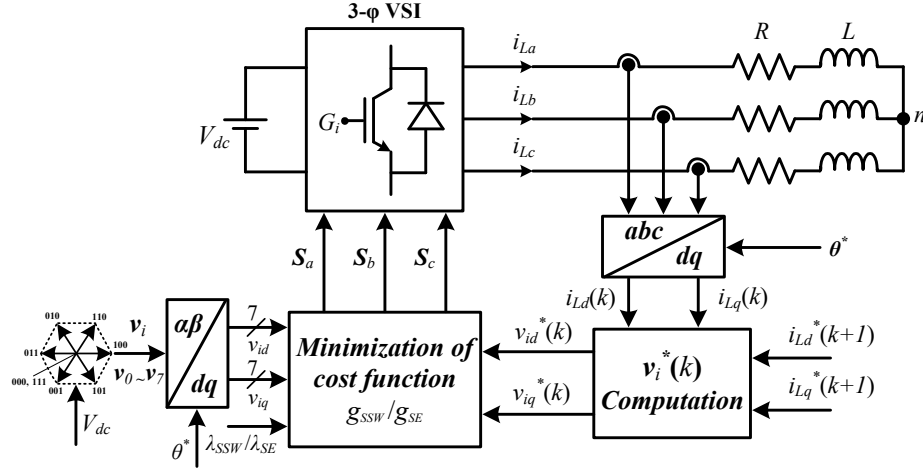 3-φ VSI
V_dc
G_i
i_La
i_Lb
i_Lc
R
L
n
S_a
S_b
S_c
abc
dq
θ*
i_Ld(k)
i_Lq(k)
010
110
011
100
000, 111
001
101
V_dc
v_i
v_0~v_7
αβ
dq
θ*
7
v_id
7
v_iq
λ_SSW/λ_SE
Minimization of
cost function
g_SSW/g_SE
v_id*(k)
v_iq*(k)
v_i*(k)
Computation
i_Ld*(k+1)
i_Lq*(k+1)